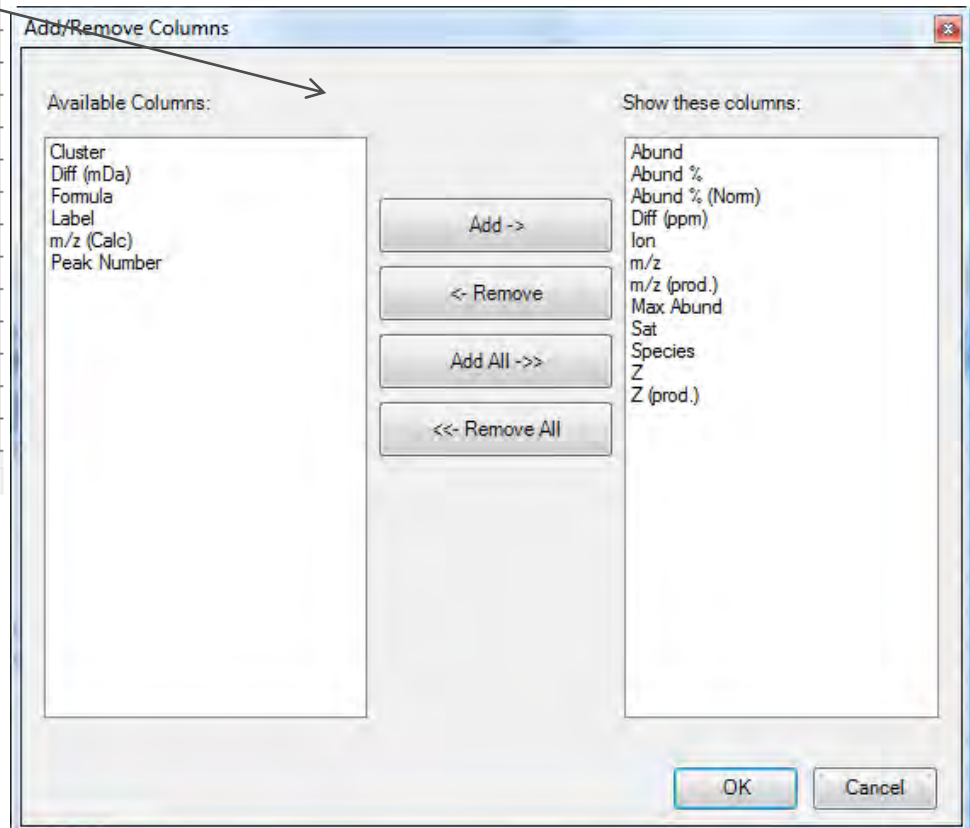 Add/Remove Columns
Available Columns:
Cluster
Diff (mDa)
Formula
Label
m/z (Calc)
Peak Number
Add ->
<- Remove
Add All ->>
<<- Remove All
Show these columns:
Abund
Abund %
Abund % (Norm)
Diff (ppm)
Ion
m/z
m/z (prod.)
Max Abund
Sat
Species
Z
Z (prod.)
OK
Cancel